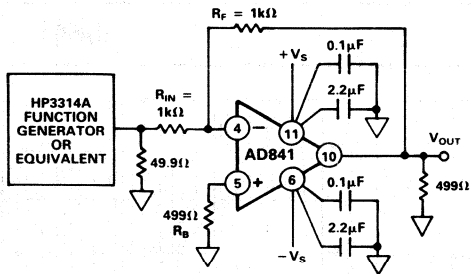 R_F = 1kΩ
+V_S
0.1μF
2.2μF
HP3314A
FUNCTION
GENERATOR
OR
EQUIVALENT
R_IN =
1kΩ
49.9Ω
4
−
11
AD841
10
5
+
6
V_OUT
499Ω
499Ω
R_B
0.1μF
2.2μF
−V_S